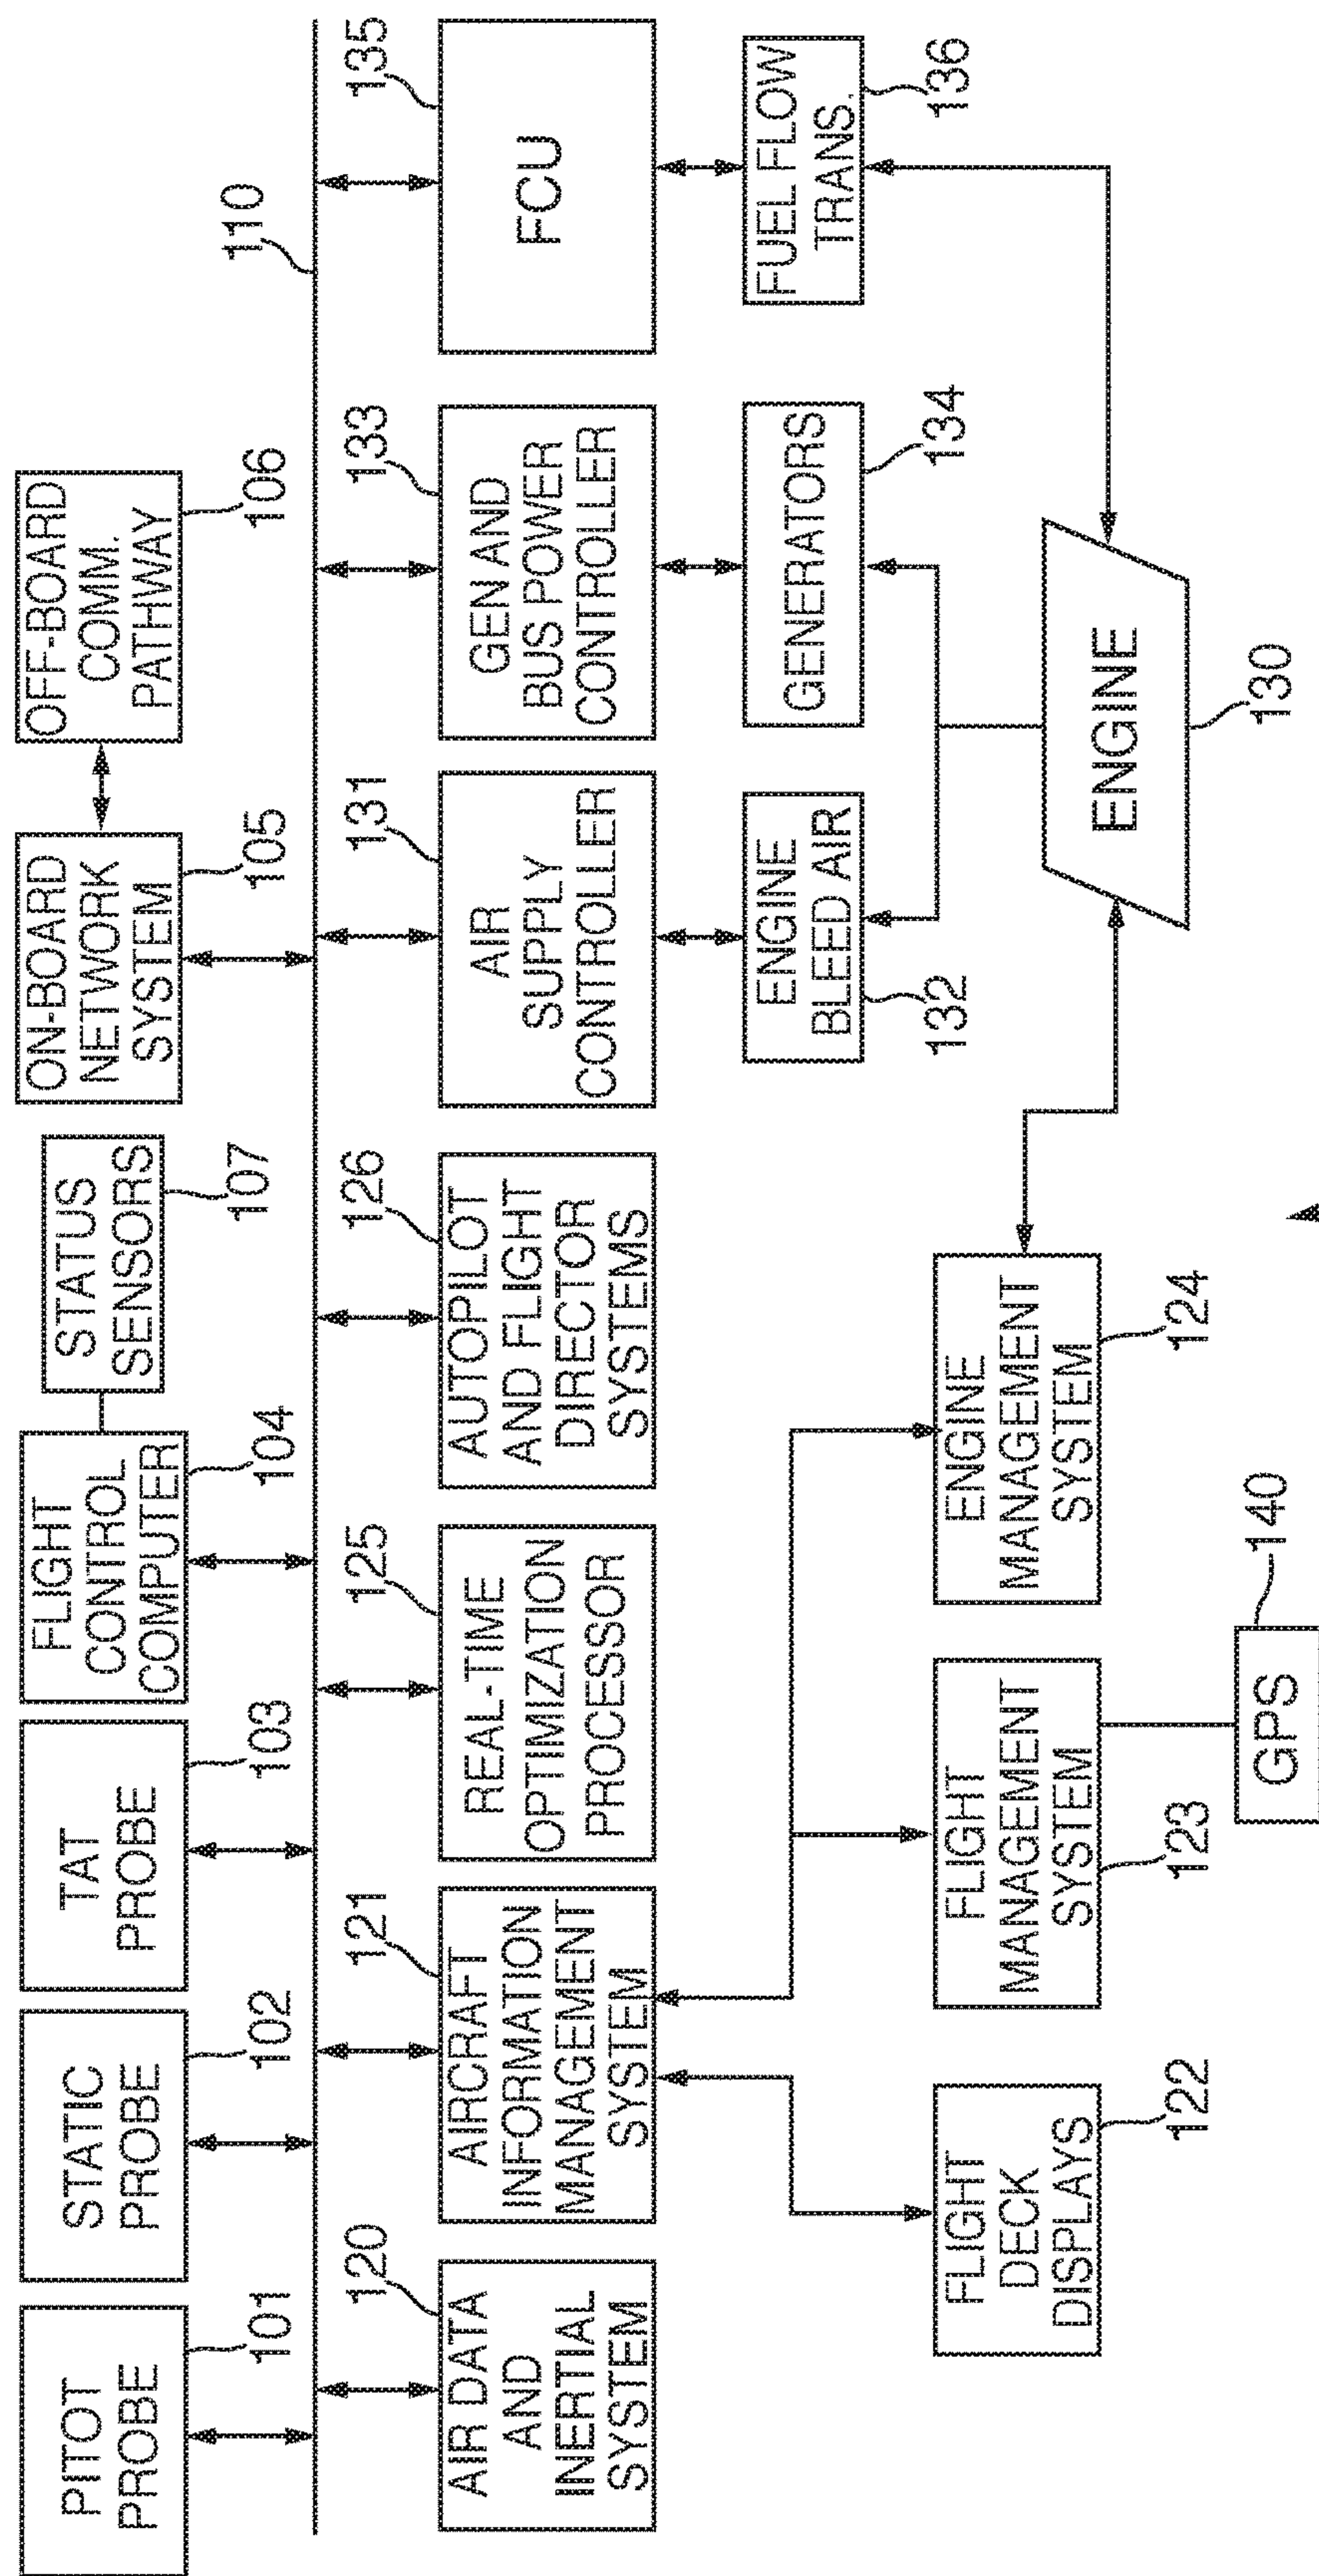 PITOT
PROBE
101
STATIC
PROBE
102
TAT
PROBE
103
FLIGHT
CONTROL
COMPUTER
104
STATUS
SENSORS
107
ON-BOARD
NETWORK
SYSTEM
105
OFF-BOARD
COMM.
PATHWAY
106
110
120
AIR DATA
AND
INERTIAL
SYSTEM
121
AIRCRAFT
INFORMATION
MANAGEMENT
SYSTEM
125
REAL-TIME
OPTIMIZATION
PROCESSOR
126
AUTOPILOT
AND FLIGHT
DIRECTOR
SYSTEMS
131
AIR
SUPPLY
CONTROLLER
133
GEN AND
BUS POWER
CONTROLLER
135
FCU
132
ENGINE
BLEED AIR
GENERATORS
134
FUEL FLOW
TRANS.
136
FLIGHT
DECK
DISPLAYS
122
FLIGHT
MANAGEMENT
SYSTEM
123
ENGINE
MANAGEMENT
SYSTEM
124
ENGINE
130
GPS
140